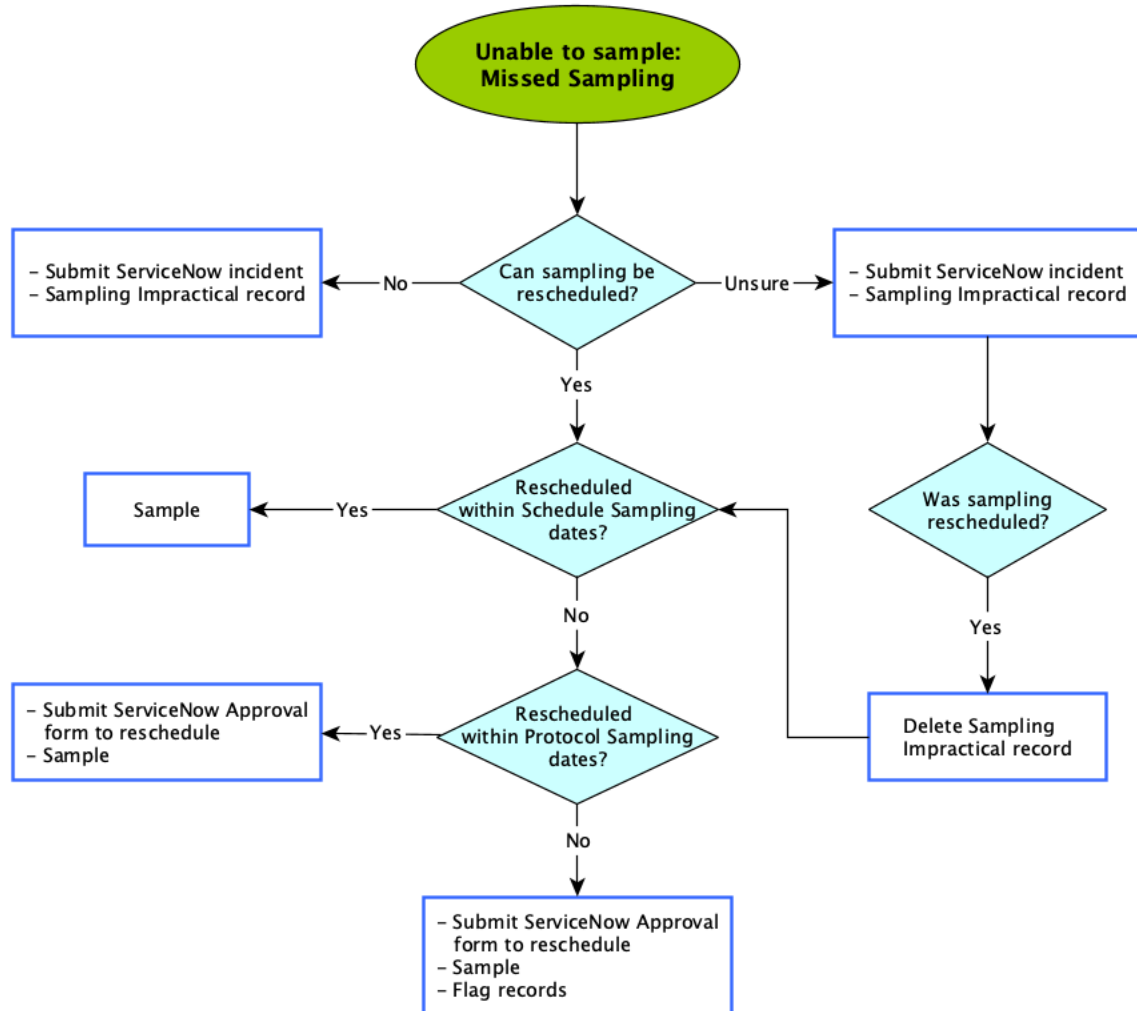 Unable to sample:
Missed Sampling
– Submit ServiceNow incident
– Sampling Impractical record
No
Can sampling be
rescheduled?
Unsure
– Submit ServiceNow incident
– Sampling Impractical record
Yes
Sample
Yes
Rescheduled
within Schedule Sampling
dates?
Was sampling
rescheduled?
No
Yes
– Submit ServiceNow Approval
form to reschedule
– Sample
Yes
Rescheduled
within Protocol Sampling
dates?
Delete Sampling
Impractical record
No
– Submit ServiceNow Approval
form to reschedule
– Sample
– Flag records